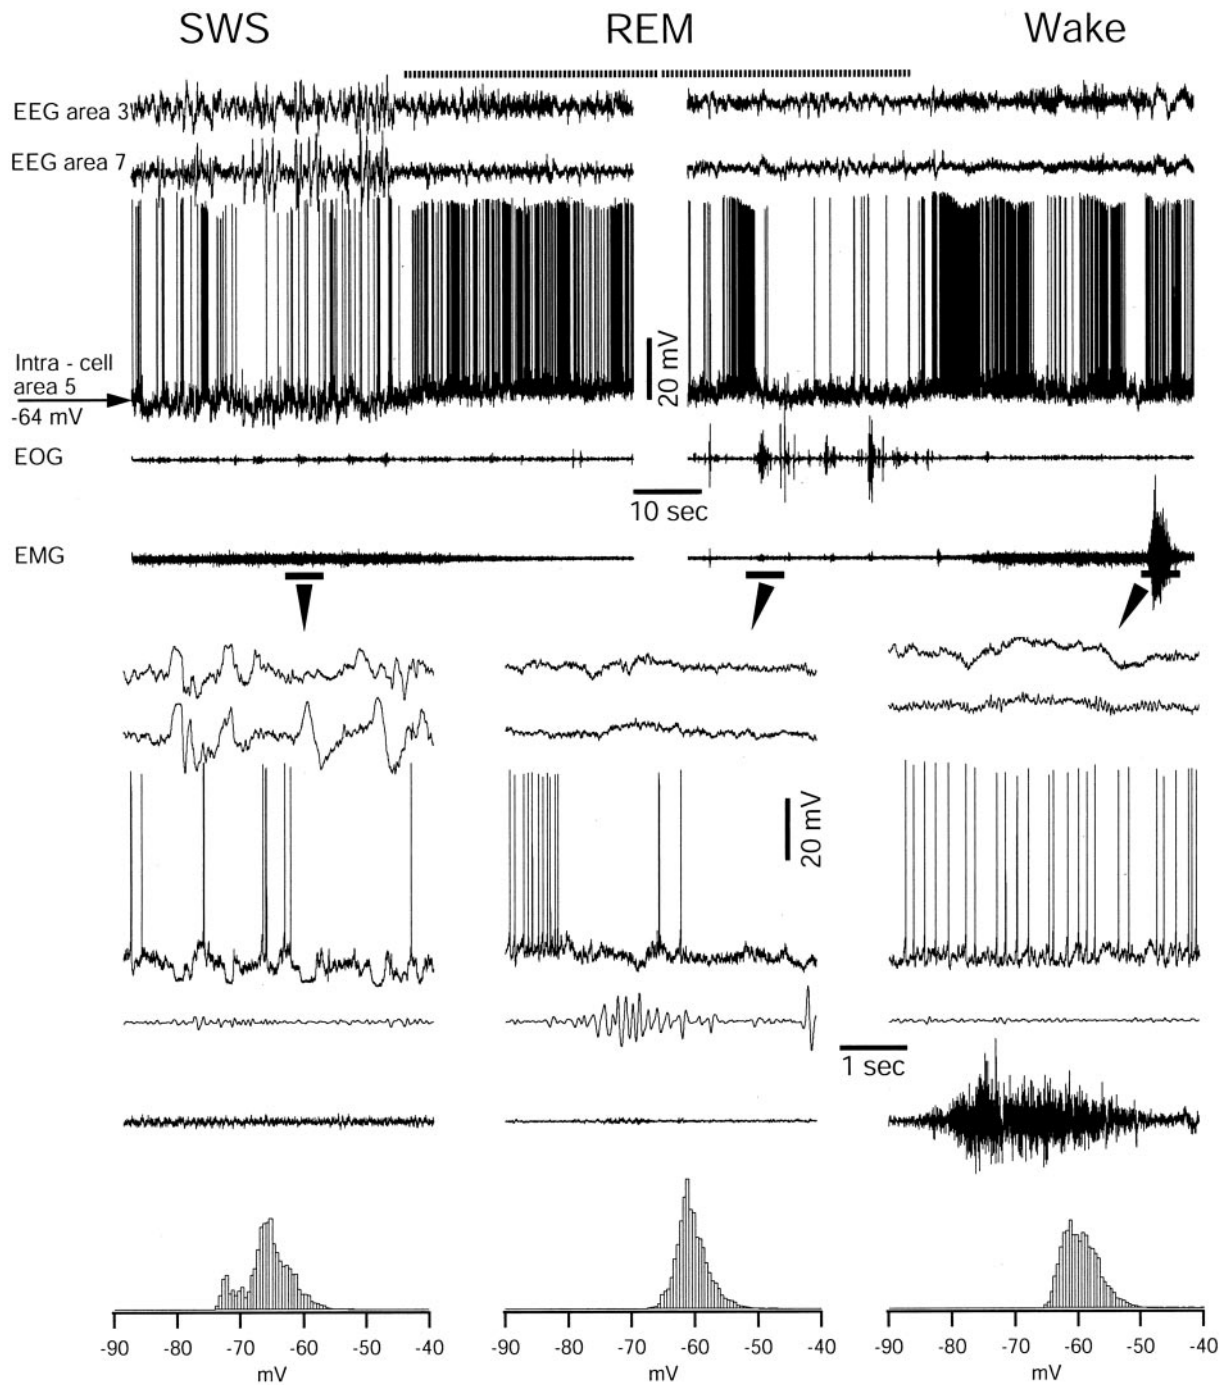 SWS REM Wake
EEG area 3
EEG area 7
Intra - cell
area 5
-64 mV
20 mV
EOG
10 sec
EMG
20 mV
1 sec
-90 -80 -70 -60 -50 -40 -90 -80 -70 -60 -50 -40 -90 -80 -70 -60 -50 -40
mV mV mV